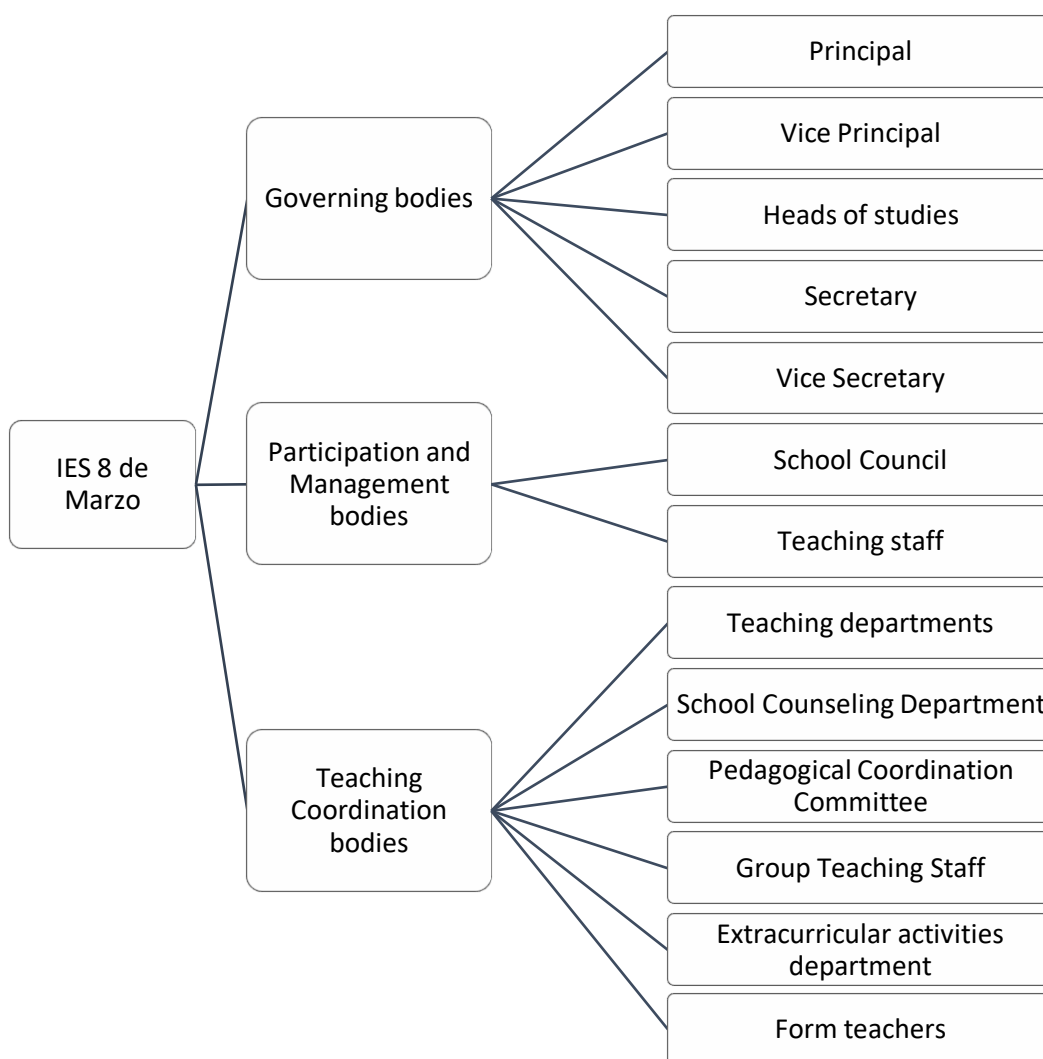 IES 8 de
Marzo
Governing bodies
Principal
Vice Principal
Heads of studies
Secretary
Vice Secretary
Participation and
Management
bodies
School Council
Teaching staff
Teaching
Coordination
bodies
Teaching departments
School Counseling Department
Pedagogical Coordination
Committee
Group Teaching Staff
Extracurricular activities
department
Form teachers